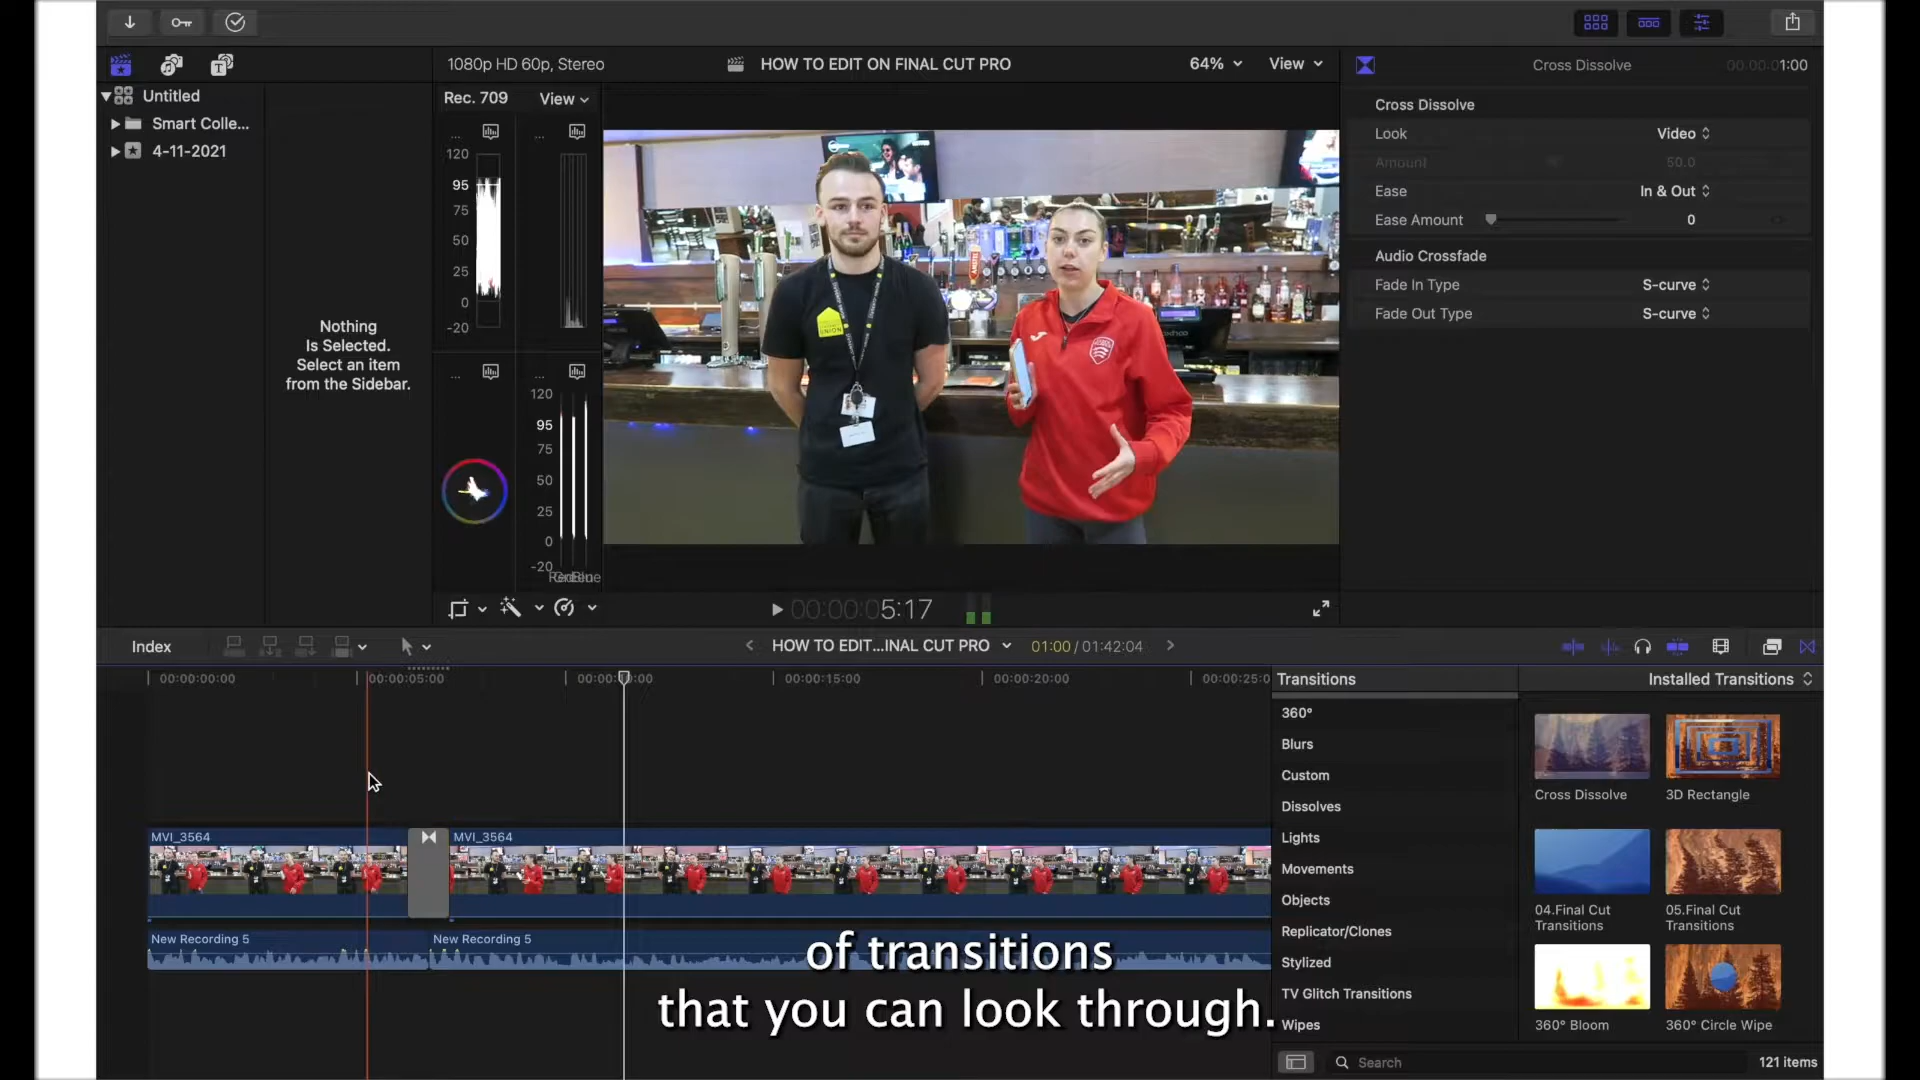 1080p HD 60p, Stereo
HOW TO EDIT ON FINAL CUT PRO
64%
View
Cross Dissolve
00:00:01:00
Untitled
Smart Colle...
4-11-2021
Nothing
Is Selected.
Select an item
from the Sidebar.
Rec. 709
View
...
...
120
95
75
50
25
0
-20
...
...
120
95
75
50
25
0
-20
UNION
Cross Dissolve
Look
Video
Amount
50.0
Ease
In & Out
Ease Amount
0
Audio Crossfade
Fade In Type
S-curve
Fade Out Type
S-curve
00:00:05:17
Index
HOW TO EDIT...INAL CUT PRO
01:00 / 01:42:04
00:00:00:00
00:00:05:00
00:00:10:00
00:00:15:00
00:00:20:00
00:00:25:0
MVI_3564
MVI_3564
New Recording 5
New Recording 5
Transitions
Installed Transitions
360°
Blurs
Custom
Dissolves
Lights
Movements
Objects
Replicator/Clones
Stylized
TV Glitch Transitions
Wipes
Cross Dissolve
3D Rectangle
04.Final Cut
Transitions
05.Final Cut
Transitions
360° Bloom
360° Circle Wipe
Search
121 items
of transitions
that you can look through.